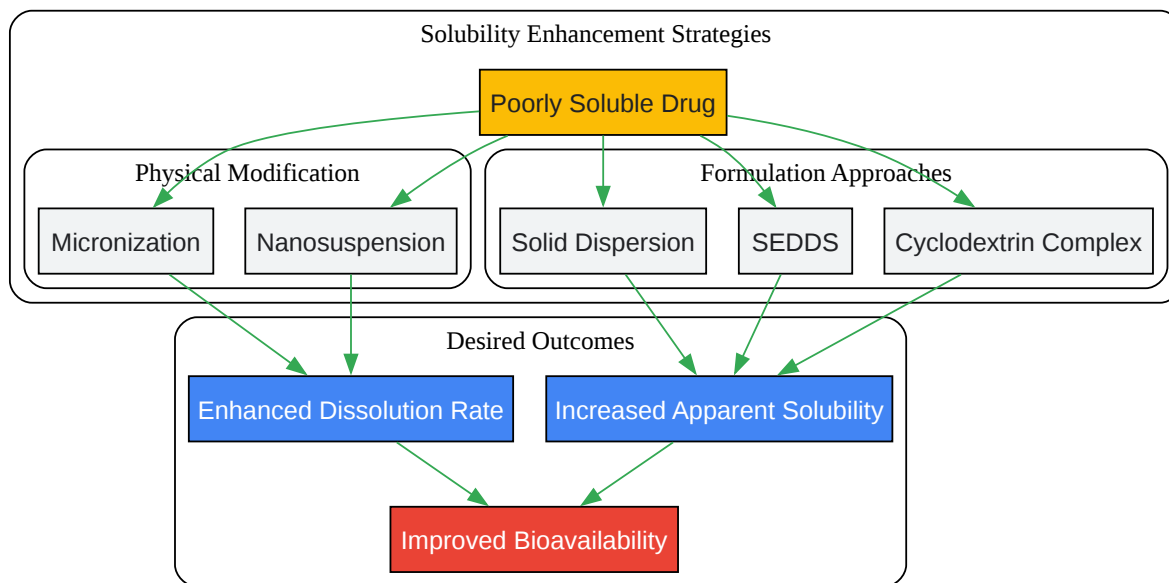 Solubility Enhancement Strategies
Poorly Soluble Drug
Physical Modification
Formulation Approaches
Micronization
Nanosuspension
Solid Dispersion
SEDDS
Cyclodextrin Complex
Desired Outcomes
Enhanced Dissolution Rate
Increased Apparent Solubility
Improved Bioavailability